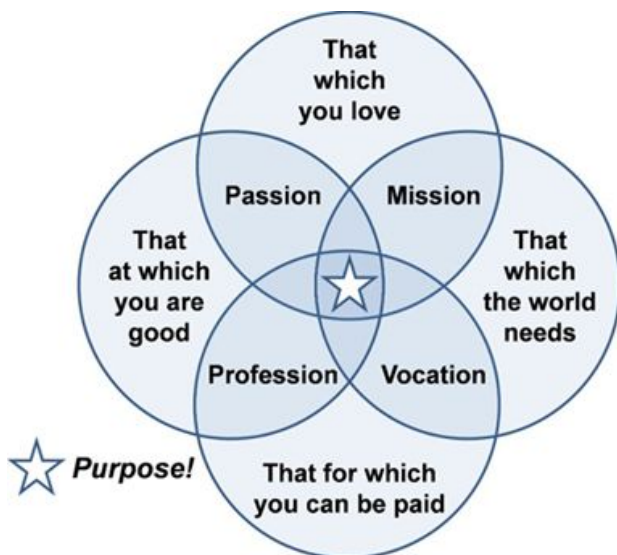 That
which
you love
Passion
Mission
That
at which
you are
good
That
which
the world
needs
Profession
Vocation
Purpose!
That for which
you can be paid